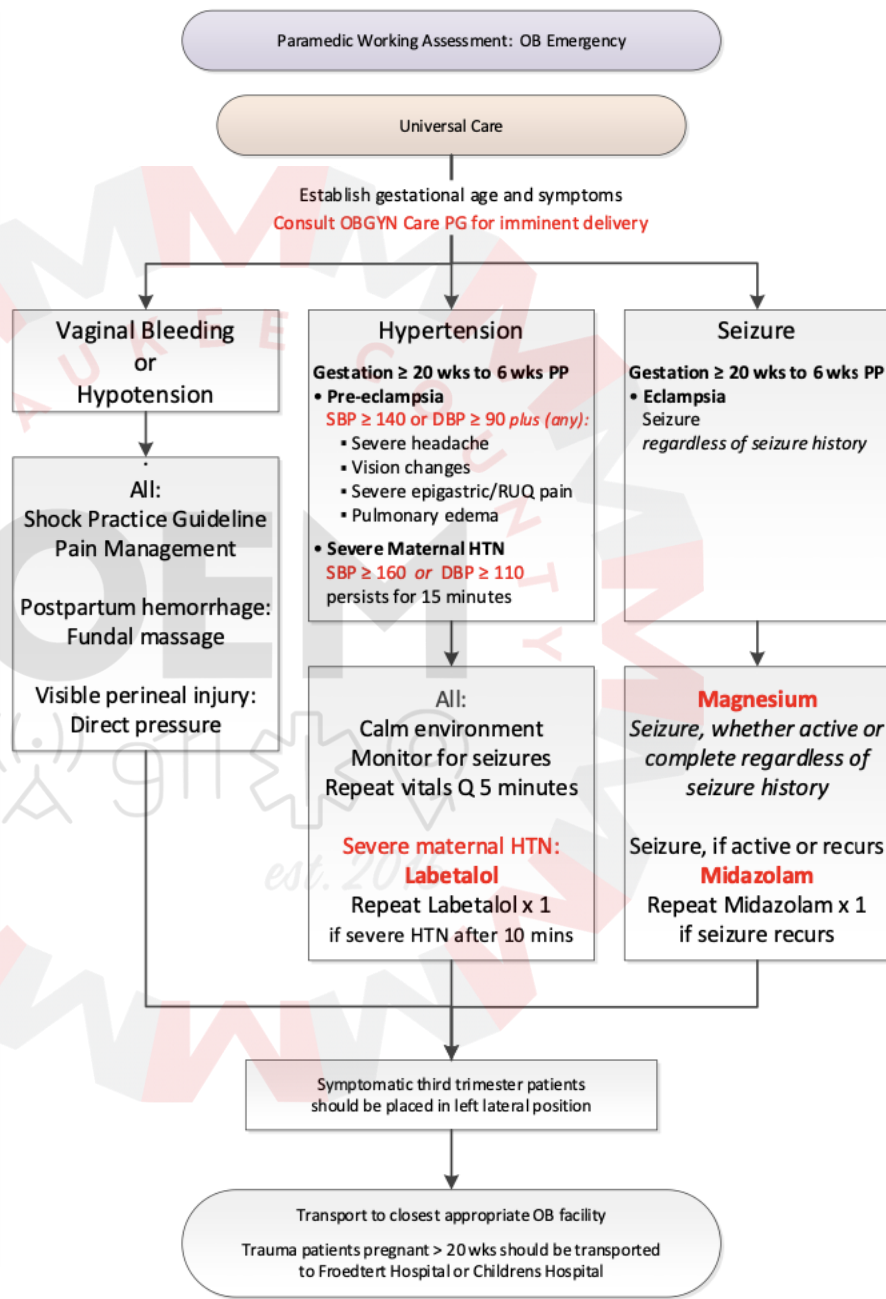 Paramedic Working Assessment: OB Emergency
Universal Care
Establish gestational age and symptoms
Consult OBGYN Care PG for imminent delivery
Vaginal Bleeding
or
Hypotension
All:
Shock Practice Guideline
Pain Management
Postpartum hemorrhage:
Fundal massage
Visible perineal injury:
Direct pressure
Hypertension
Gestation ≥ 20 wks to 6 wks PP
• Pre-eclampsia
SBP ≥ 140 or DBP ≥ 90 plus (any):
▪ Severe headache
▪ Vision changes
▪ Severe epigastric/RUQ pain
▪ Pulmonary edema
• Severe Maternal HTN
SBP ≥ 160 or DBP ≥ 110
persists for 15 minutes
All:
Calm environment
Monitor for seizures
Repeat vitals Q 5 minutes
Severe maternal HTN:
Labetalol
Repeat Labetalol x 1
if severe HTN after 10 mins
Seizure
Gestation ≥ 20 wks to 6 wks PP
• Eclampsia
Seizure
regardless of seizure history
Magnesium
Seizure, whether active or
complete regardless of
seizure history
Seizure, if active or recurs
Midazolam
Repeat Midazolam x 1
if seizure recurs
Symptomatic third trimester patients
should be placed in left lateral position
Transport to closest appropriate OB facility
Trauma patients pregnant > 20 wks should be transported
to Froedtert Hospital or Childrens Hospital
AUKEE COUNTY
OEM
911
est. 201